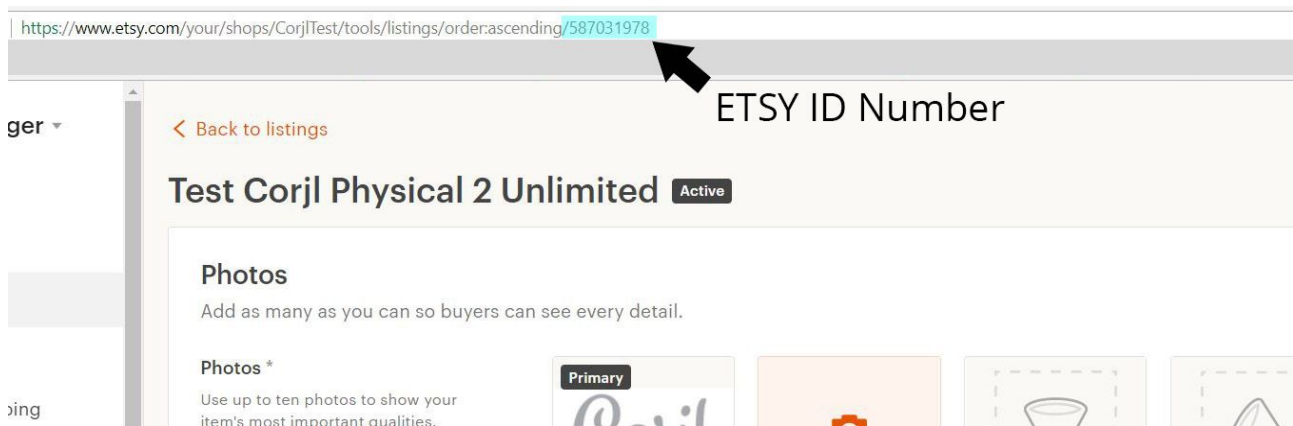 https://www.etsy.com/your/shops/CorjlTest/tools/listings/order:ascending/587031978
ETSY ID Number
ger
Back to listings
Test Corjl Physical 2 Unlimited Active
Photos
Add as many as you can so buyers can see every detail.
Photos *
Primary
Use up to ten photos to show your
item's most important qualities.
ping